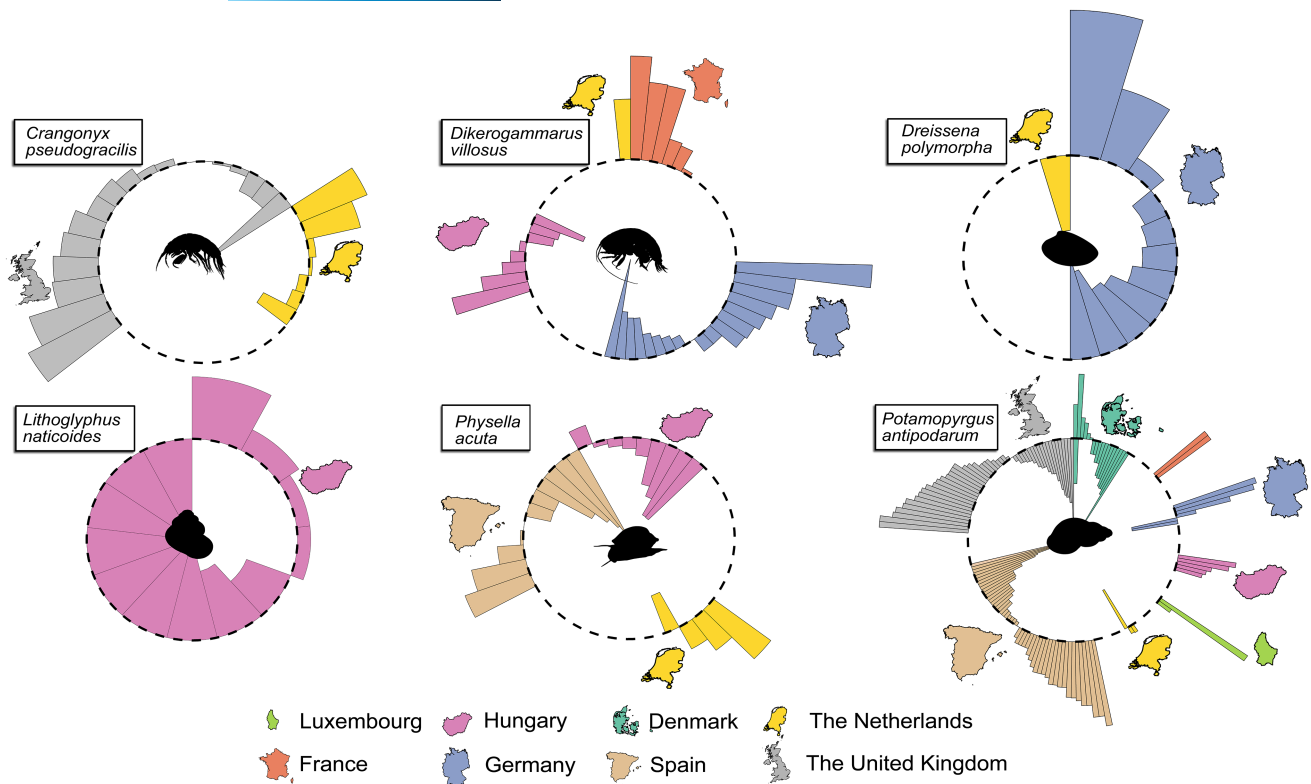 Crangonyx
pseudogracilis
Dikerogammarus
villosus
Dreissena
polymorpha
Lithoglyphus
naticoides
Physella
acuta
Potamopyrgus
antipodarum
Luxembourg
Hungary
Denmark
The Netherlands
France
Germany
Spain
The United Kingdom